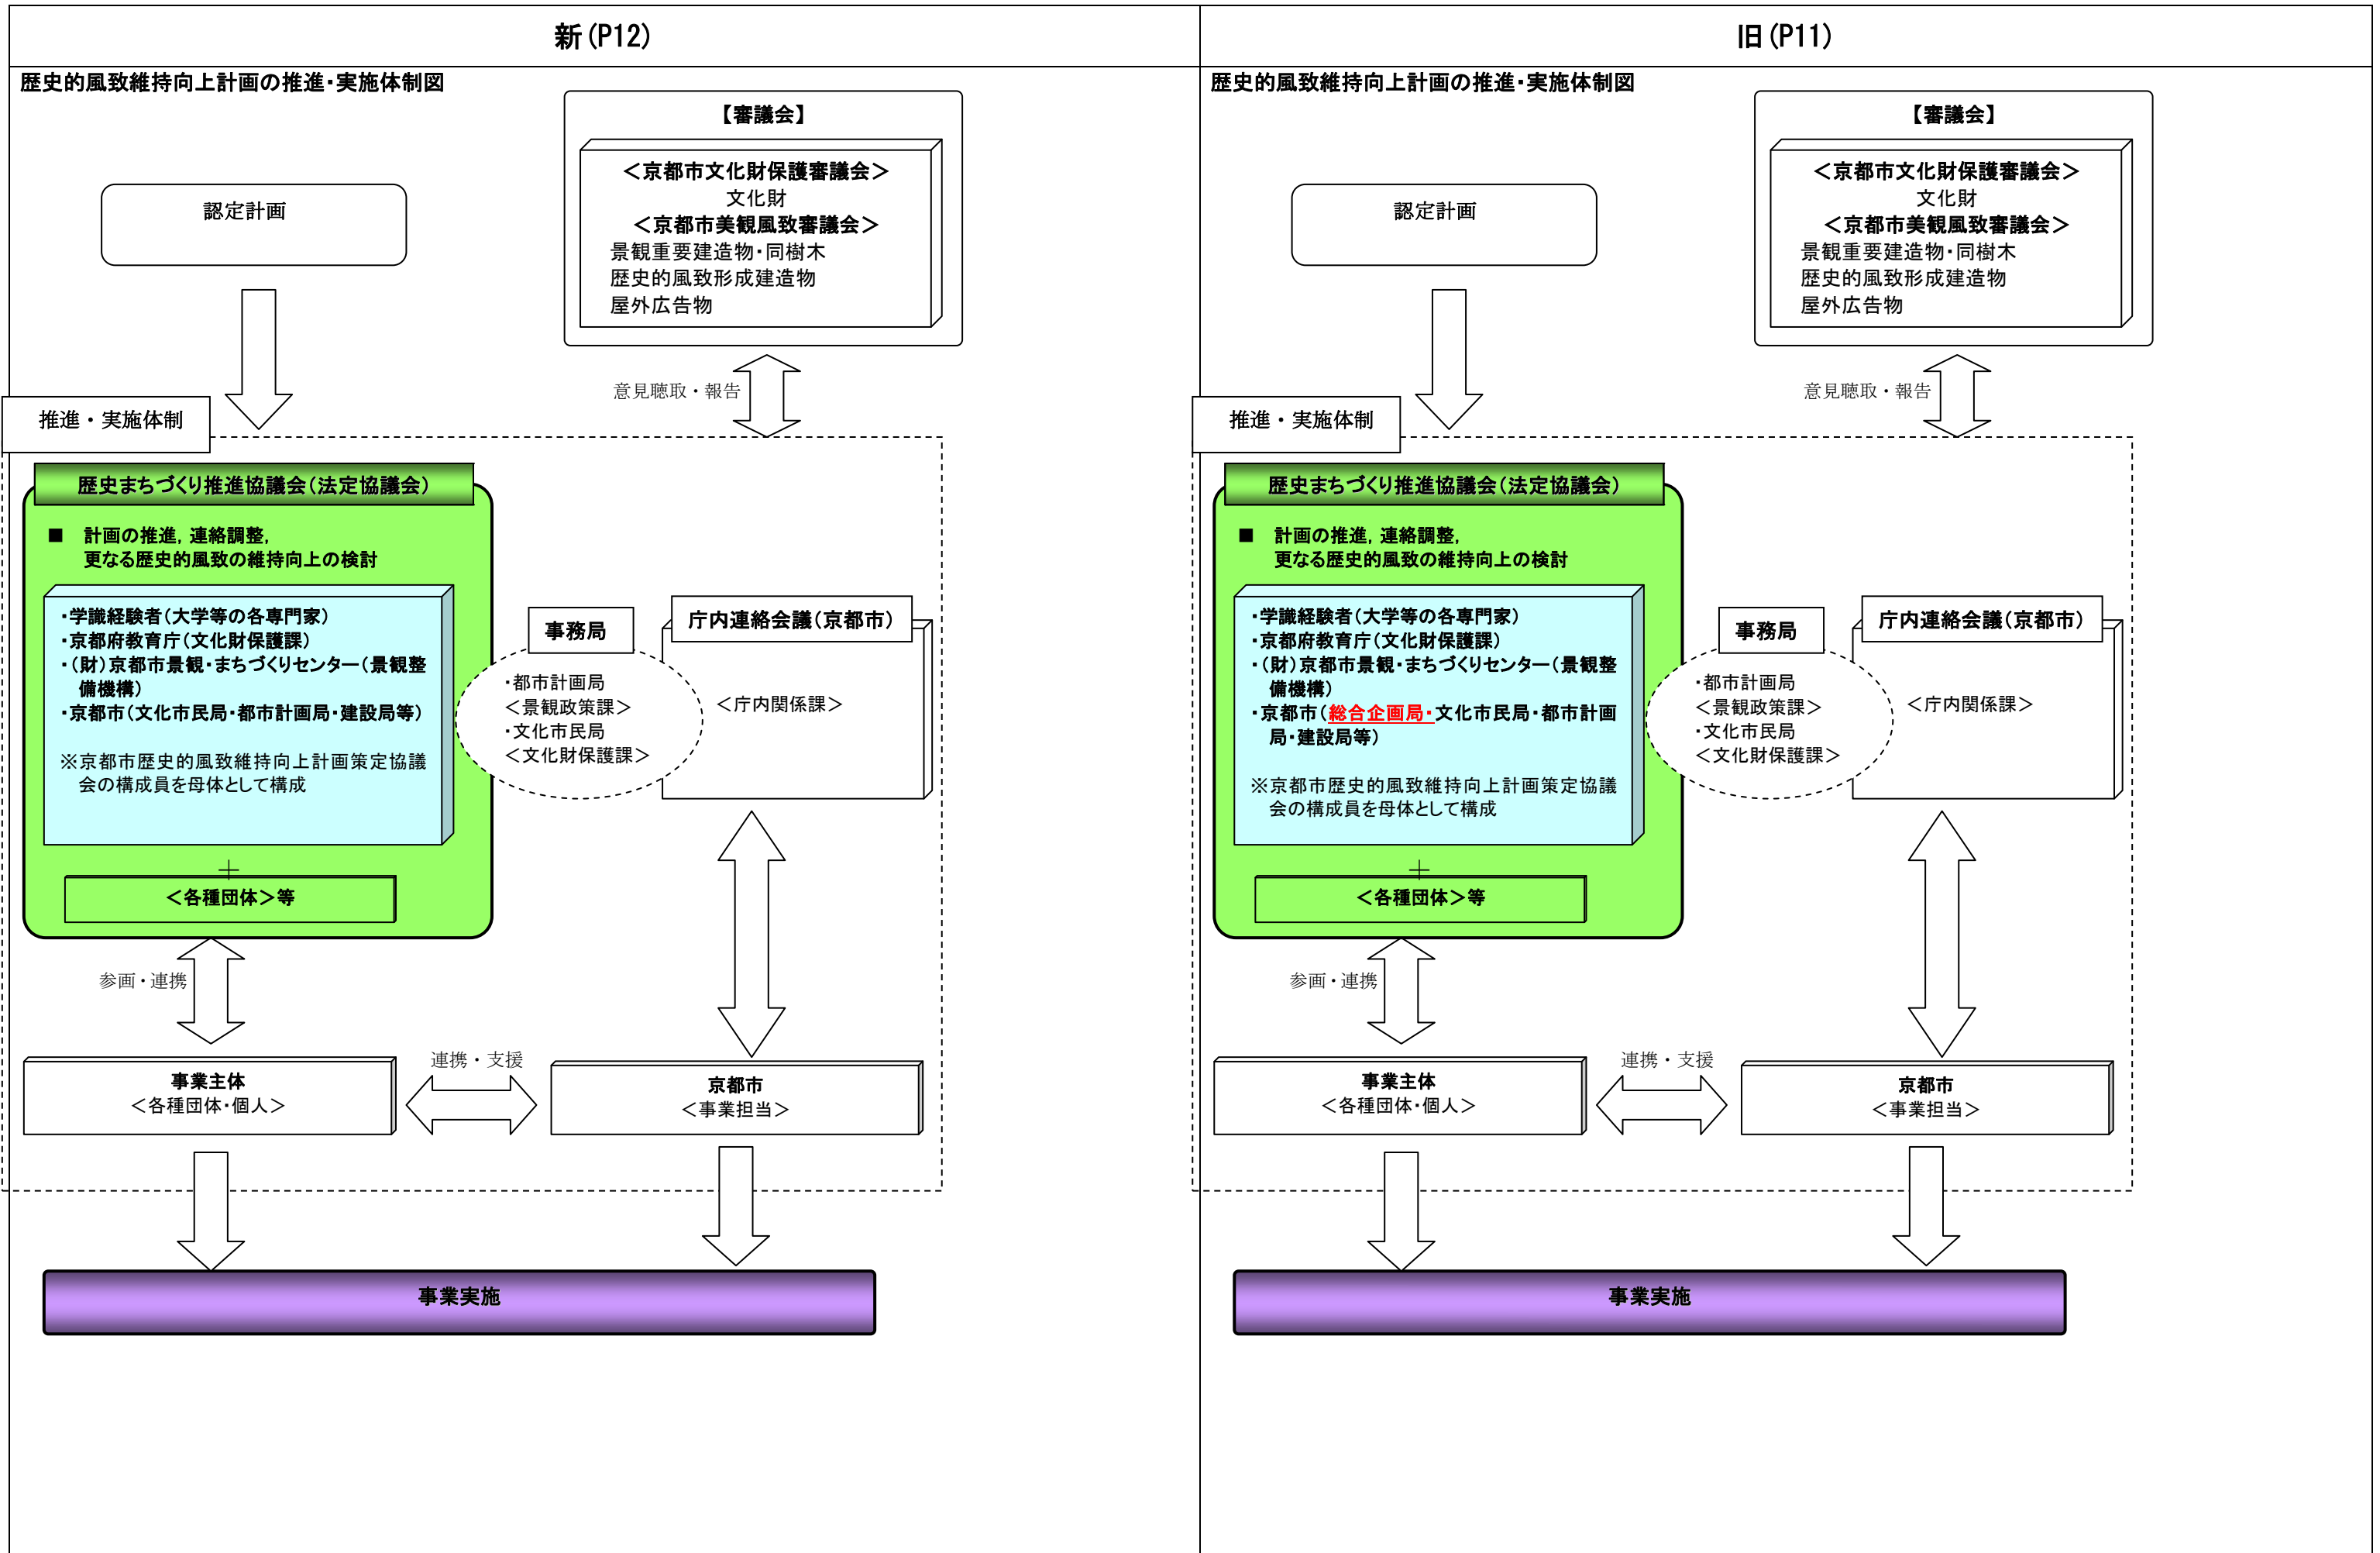 新(P12)
歴史的風致維持向上計画の推進・実施体制図
【審議会】
＜京都市文化財保護審議会＞
文化財
＜京都市美観風致審議会＞
景観重要建造物・同樹木
歴史的風致形成建造物
屋外広告物
認定計画
意見聴取・報告
推進・実施体制
歴史まちづくり推進協議会(法定協議会)
■ 計画の推進，連絡調整，
更なる歴史的風致の維持向上の検討
・学識経験者(大学等の各専門家)
・京都府教育庁(文化財保護課)
・(財)京都市景観・まちづくりセンター(景観整
備機構)
・京都市(文化市民局・都市計画局・建設局等)
※京都市歴史的風致維持向上計画策定協議
会の構成員を母体として構成
＋
＜各種団体＞等
事務局
・都市計画局
＜景観政策課＞
・文化市民局
＜文化財保護課＞
庁内連絡会議(京都市)
＜庁内関係課＞
参画・連携
事業主体
＜各種団体・個人＞
連携・支援
京都市
＜事業担当＞
事業実施
旧(P11)
歴史的風致維持向上計画の推進・実施体制図
【審議会】
＜京都市文化財保護審議会＞
文化財
＜京都市美観風致審議会＞
景観重要建造物・同樹木
歴史的風致形成建造物
屋外広告物
認定計画
意見聴取・報告
推進・実施体制
歴史まちづくり推進協議会(法定協議会)
■ 計画の推進，連絡調整，
更なる歴史的風致の維持向上の検討
・学識経験者(大学等の各専門家)
・京都府教育庁(文化財保護課)
・(財)京都市景観・まちづくりセンター(景観整
備機構)
・京都市(総合企画局・文化市民局・都市計画
局・建設局等)
※京都市歴史的風致維持向上計画策定協議
会の構成員を母体として構成
＋
＜各種団体＞等
事務局
・都市計画局
＜景観政策課＞
・文化市民局
＜文化財保護課＞
庁内連絡会議(京都市)
＜庁内関係課＞
参画・連携
事業主体
＜各種団体・個人＞
連携・支援
京都市
＜事業担当＞
事業実施